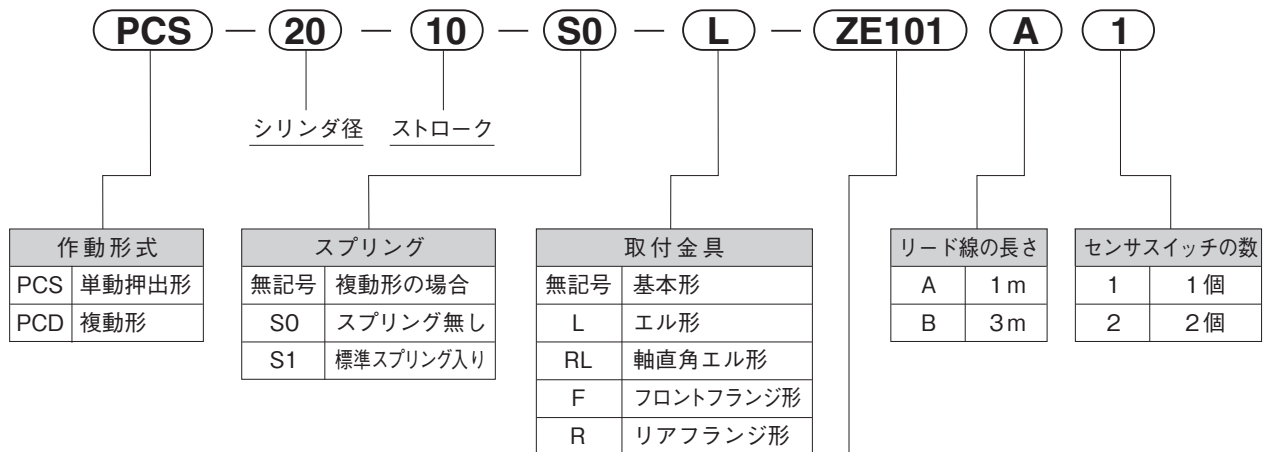 PCS — 20 — 10 — S0 — L — ZE101 A 1
シリンダ径 ストローク
作動形式
PCS 単動押出形
PCD 複動形
スプリング
無記号 複動形の場合
S0 スプリング無し
S1 標準スプリング入り
取付金具
無記号 基本形
L エル形
RL 軸直角エル形
F フロントフランジ形
R リアフランジ形
リード線の長さ
A 1m
B 3m
センサスイッチの数
1 1個
2 2個